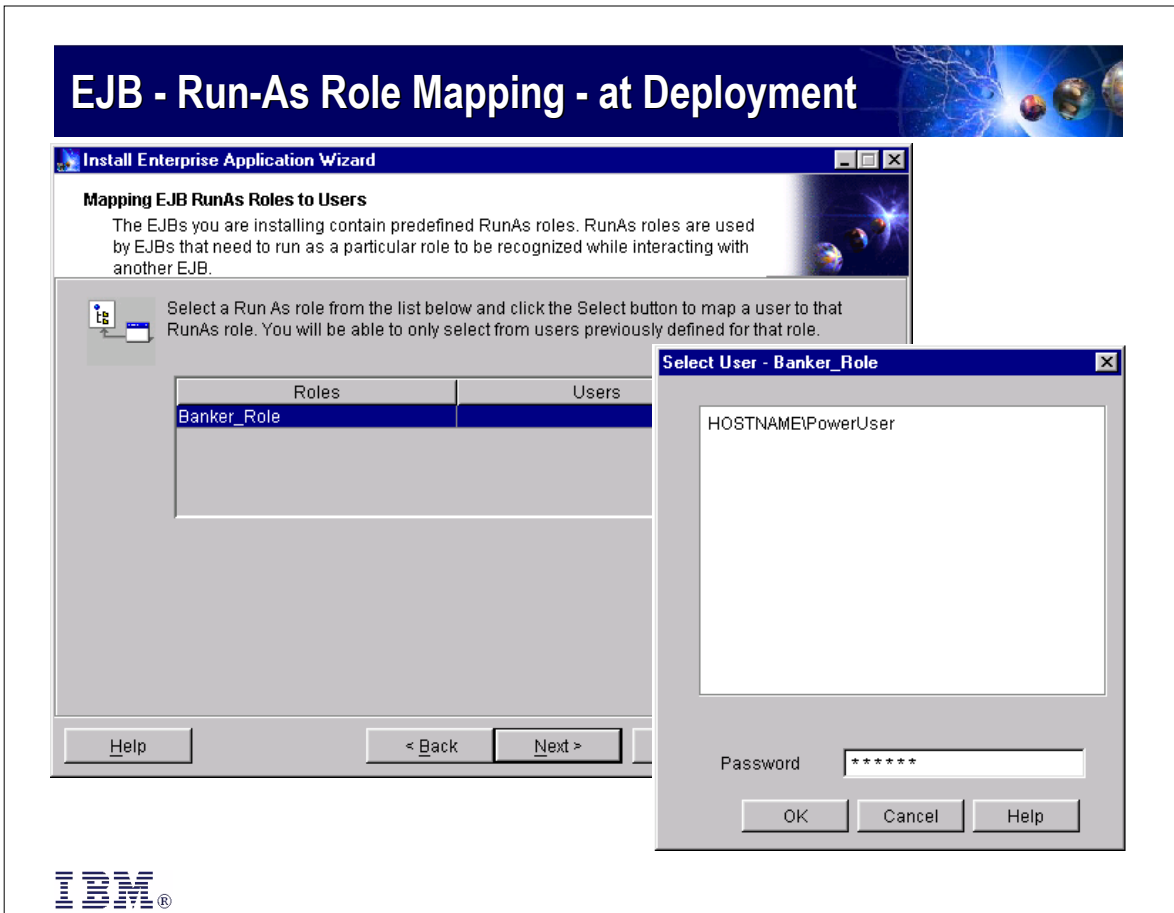 EJB - Run-As Role Mapping - at Deployment
Install Enterprise Application Wizard
Mapping EJB RunAs Roles to Users
The EJBs you are installing contain predefined RunAs roles. RunAs roles are used
by EJBs that need to run as a particular role to be recognized while interacting with
another EJB.
Select a Run As role from the list below and click the Select button to map a user to that
RunAs role. You will be able to only select from users previously defined for that role.
Roles Users
Banker_Role
Help < Back Next >
Select User - Banker_Role
HOSTNAME\PowerUser
Password ******
OK Cancel Help
IBM®